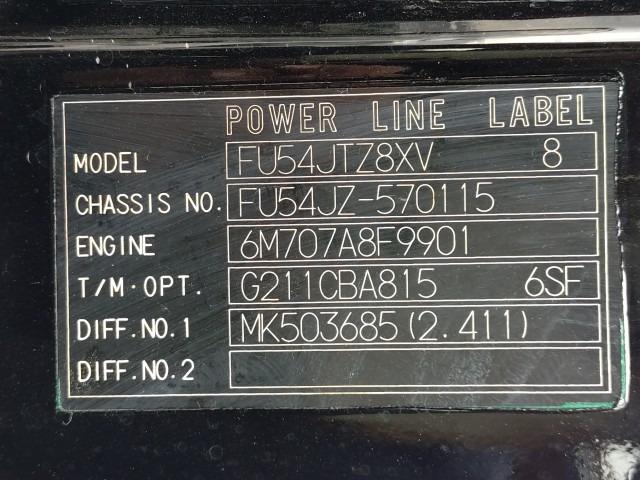 POWER LINE LABEL
MODEL FU54JTZ8XV 8
CHASSIS NO. FU54JZ-570115
ENGINE 6M707A8F9901
T/M·OPT. G211CBA815 6SF
DIFF.NO.1 MK503685(2.411)
DIFF.NO.2